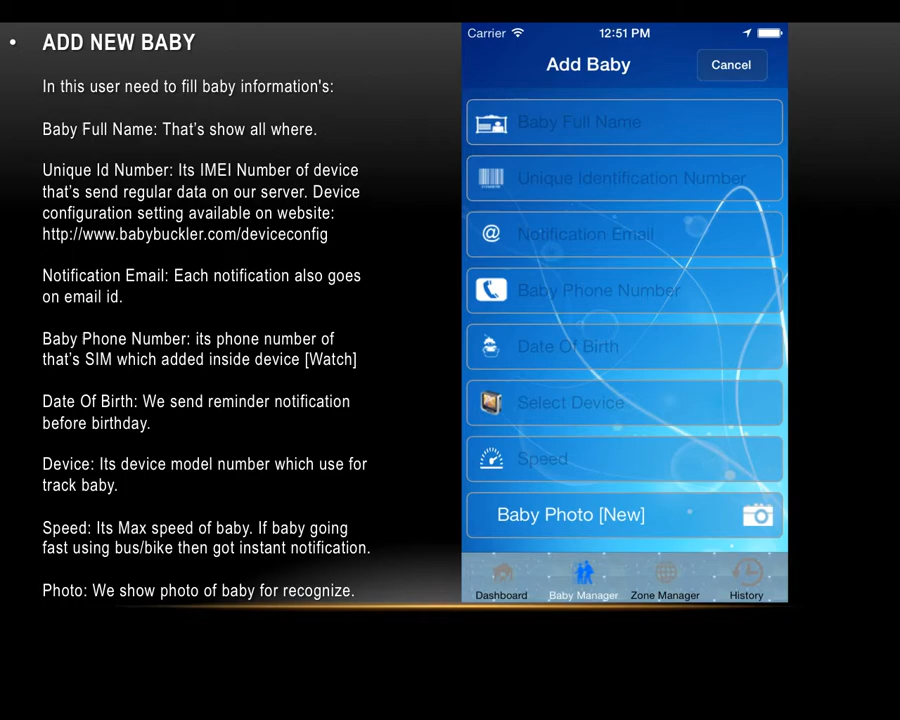 • ADD NEW BABY
In this user need to fill baby information's:
Baby Full Name: That's show all where.
Unique Id Number: Its IMEI Number of device
that's send regular data on our server. Device
configuration setting available on website:
http://www.babybuckler.com/deviceconfig
Notification Email: Each notification also goes
on email id.
Baby Phone Number: its phone number of
that's SIM which added inside device [Watch]
Date Of Birth: We send reminder notification
before birthday.
Device: Its device model number which use for
track baby.
Speed: Its Max speed of baby. If baby going
fast using bus/bike then got instant notification.
Photo: We show photo of baby for recognize.
Carrier 12:51 PM
Add Baby Cancel
Baby Full Name
Unique Identification Number
@ Notification Email
Baby Phone Number
Date Of Birth
Select Device
Speed
Baby Photo [New]
Dashboard Baby Manager Zone Manager History